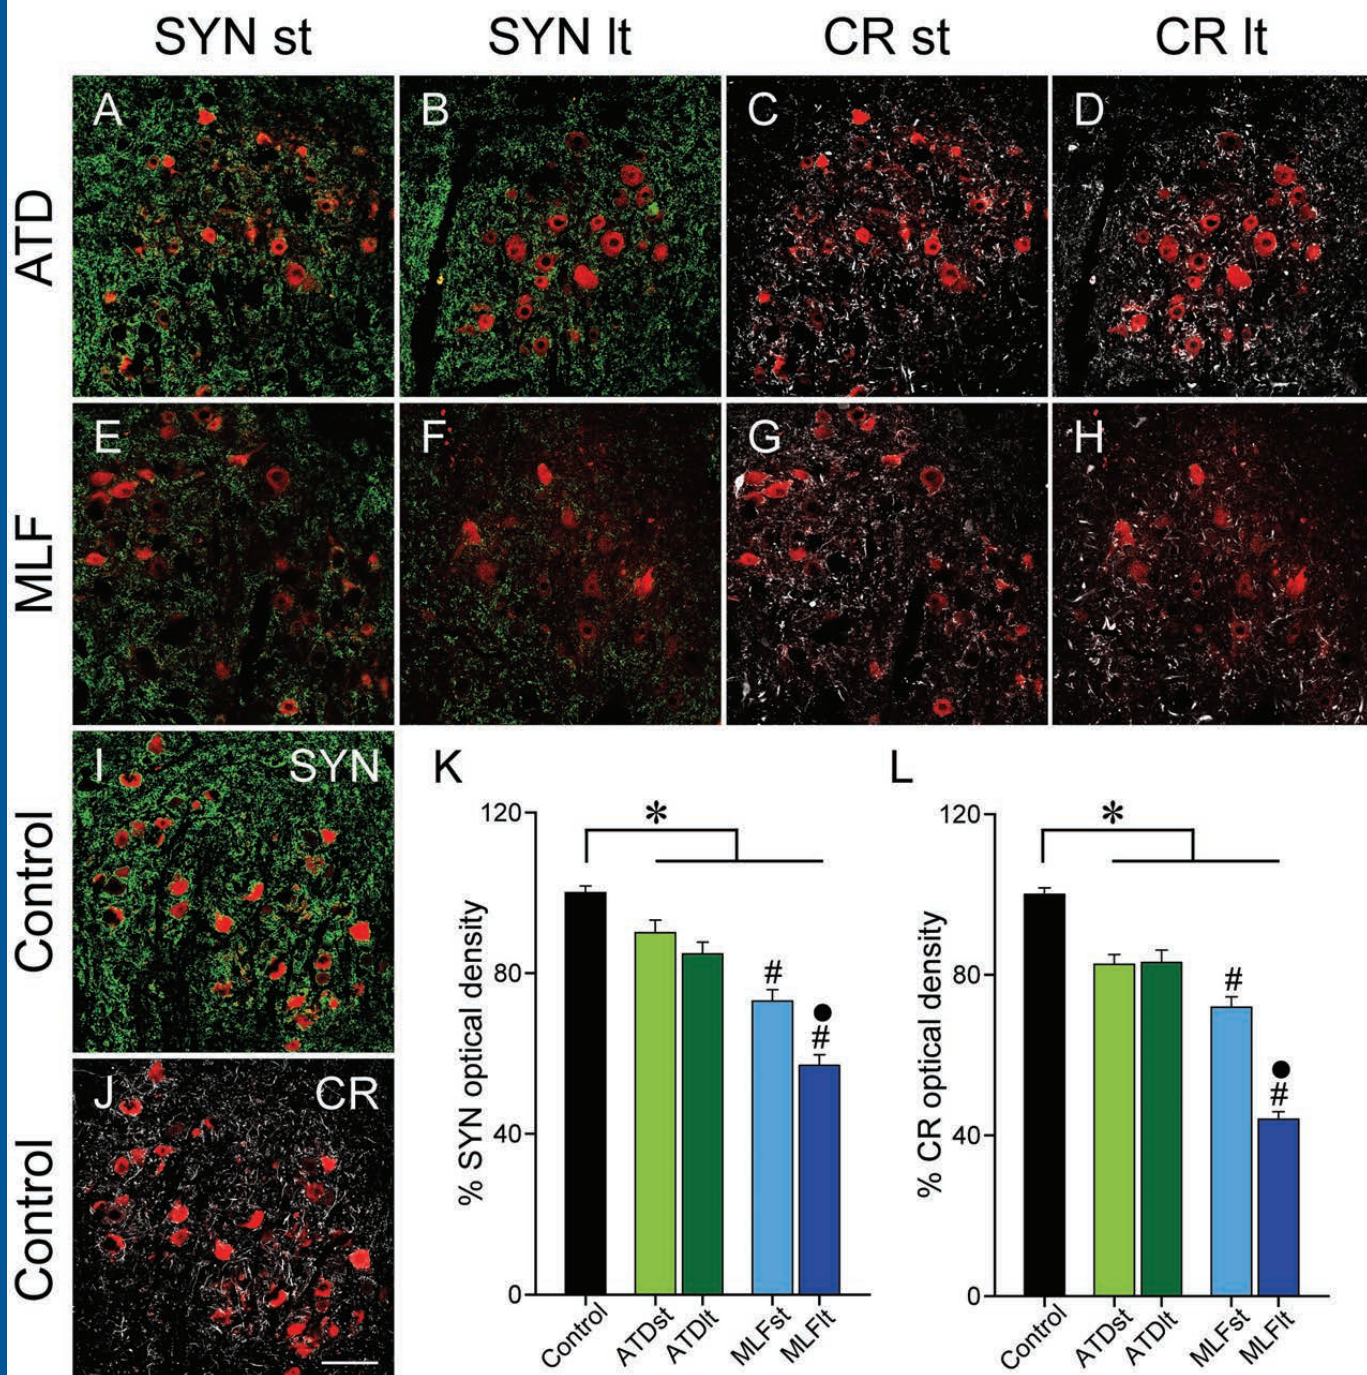 SYN st SYN lt CR st CR lt
ATD
A B C D
MLF
E F G H
Control
I SYN
K
L
Control
J CR
% SYN optical density
120
80
40
0
*
#
●
#
Control ATDst ATDlt MLFst MLFlt
% CR optical density
120
80
40
0
*
#
●
#
Control ATDst ATDlt MLFst MLFlt